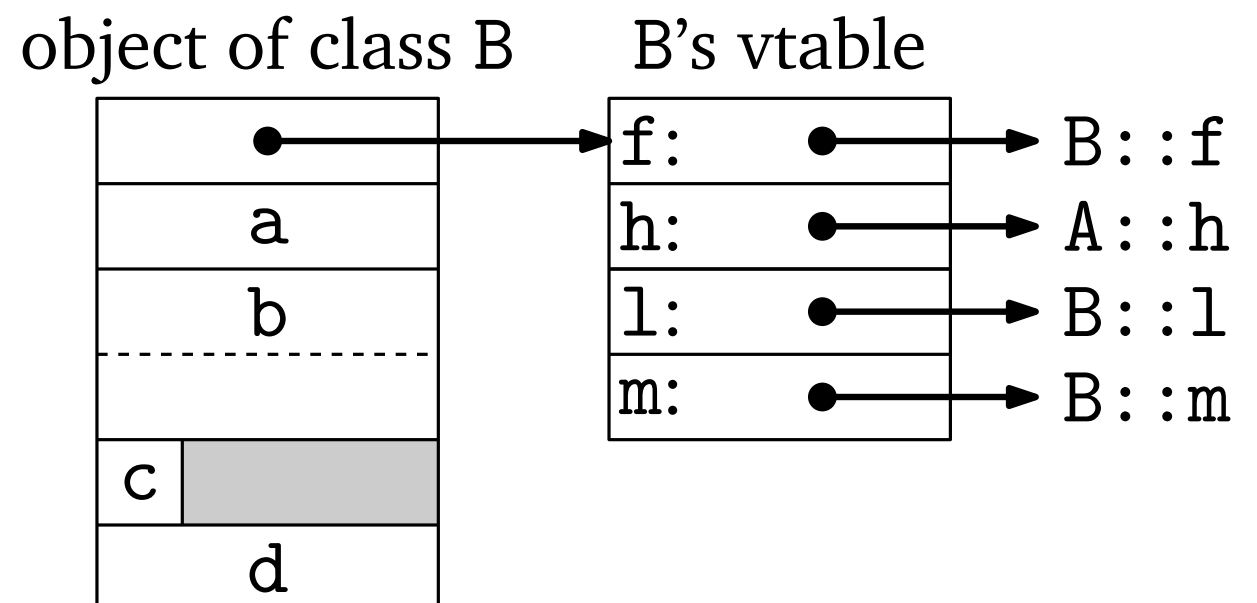 object of class B B’s vtable
f: B::f
a h: A::h
b l: B::l
m: B::m
c
d